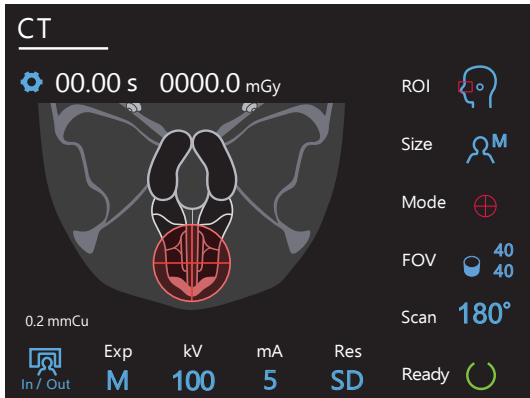 CT
00.00 s 0000.0 mGy
ROI
Size M
Mode
FOV 40
40
0.2 mmCu
Scan 180°
Exp kV mA Res
In / Out M 100 5 SD
Ready